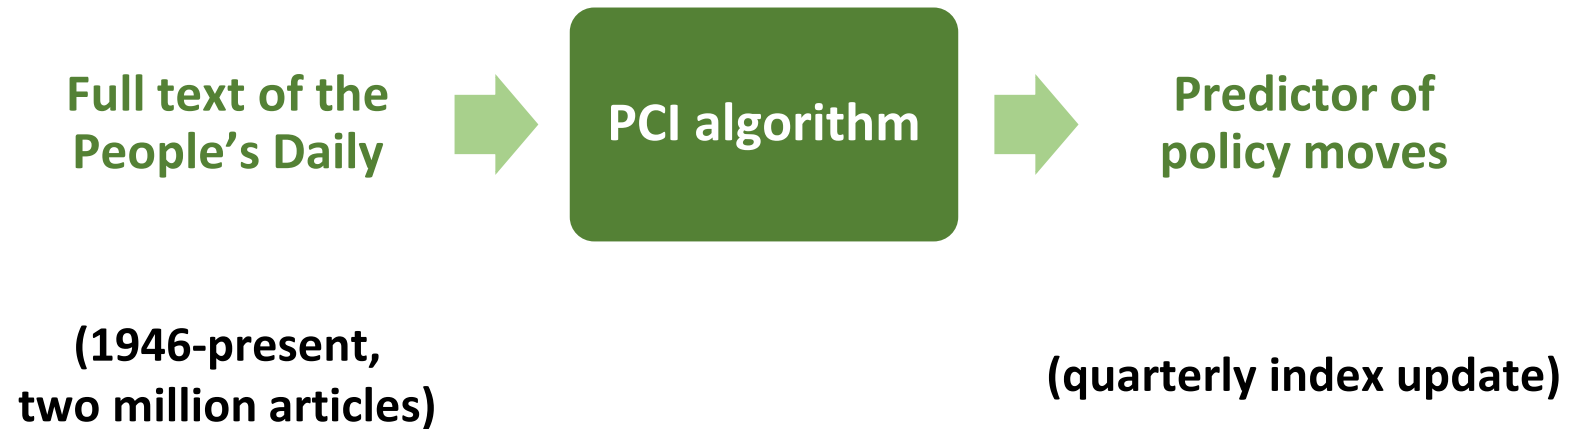 Full text of the
People’s Daily
PCI algorithm
Predictor of
policy moves
(1946-present,
two million articles)
(quarterly index update)